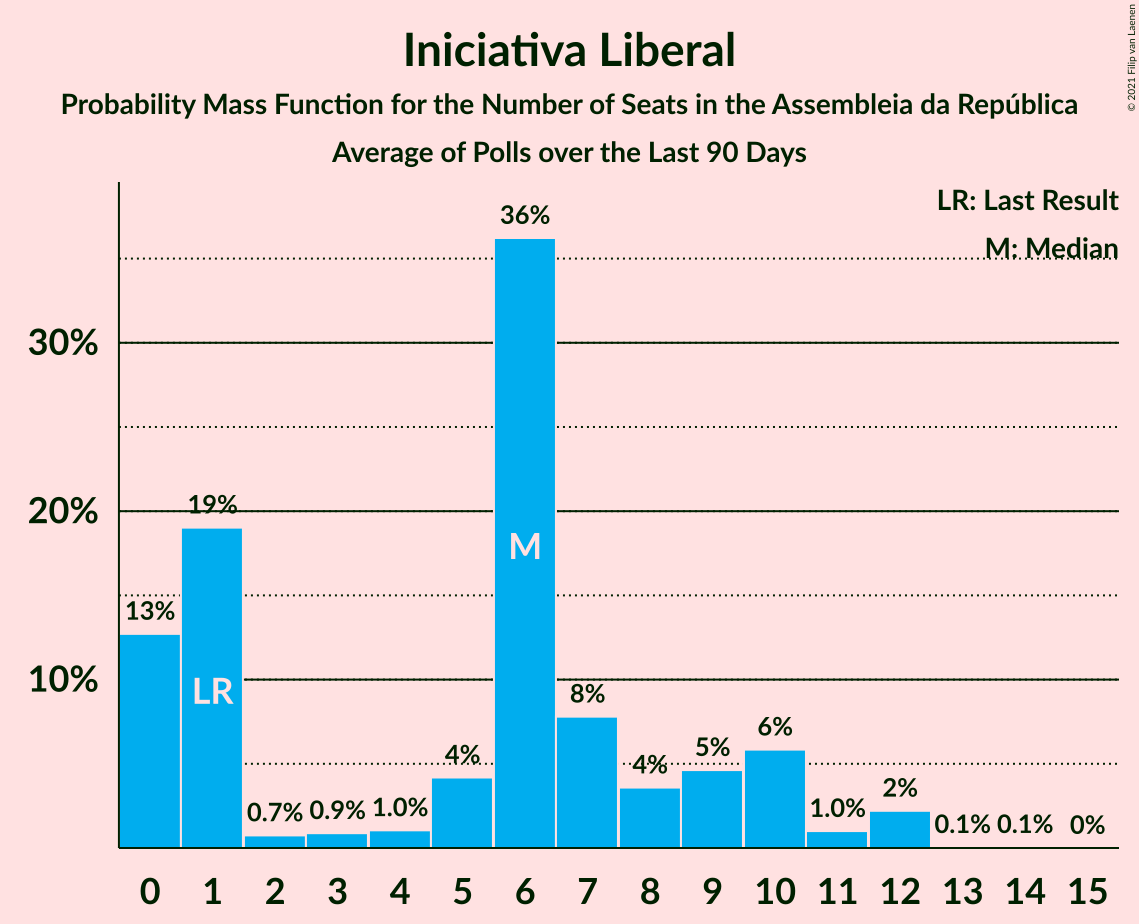 Iniciativa Liberal
Probability Mass Function for the Number of Seats in the Assembleia da República
Average of Polls over the Last 90 Days
© 2021 Filip van Laenen
LR: Last Result
M: Median
36%
30%
20%
19%
M
13%
10%
LR
8%
6%
5%
4%
4%
2%
1.0%
1.0%
0.9%
0.7%
0.1%
0.1%
0%
0 1 2 3 4 5 6 7 8 9 10 11 12 13 14 15